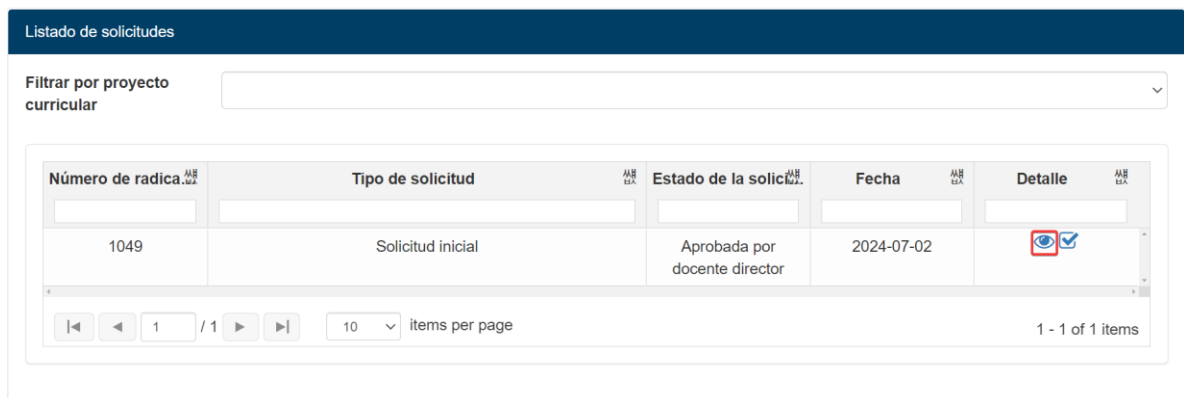 Listado de solicitudes
Filtrar por proyecto
curricular
Número de radica. Tipo de solicitud Estado de la solici. Fecha Detalle
1049 Solicitud inicial Aprobada por 2024-07-02
docente director
1 / 1 10 items per page 1 - 1 of 1 items